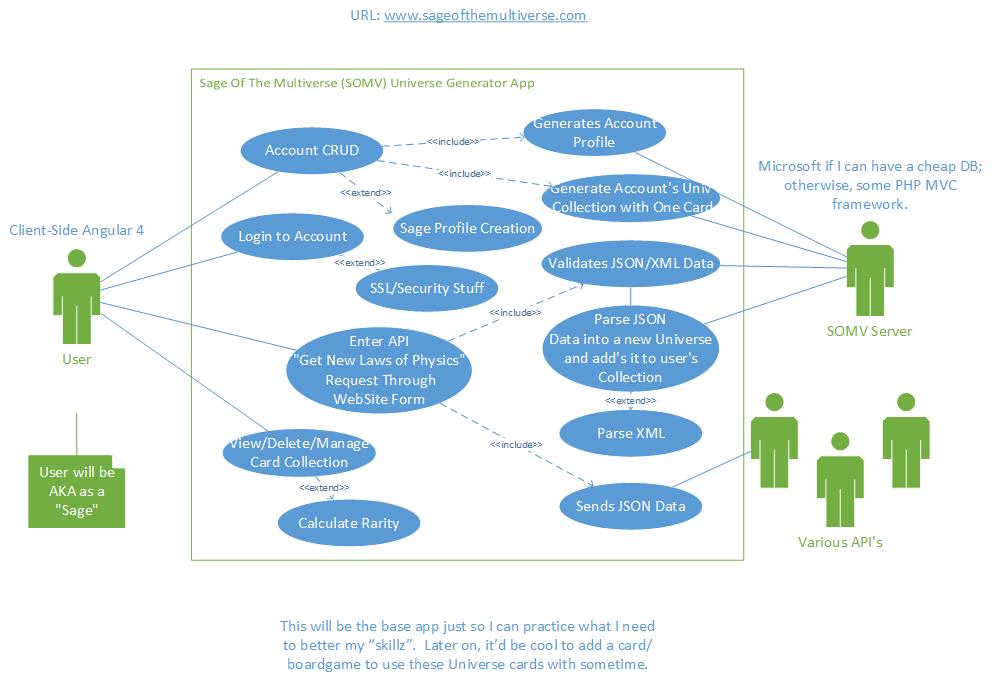 URL: www.sageofthemultiverse.com
Sage Of The Multiverse (SOMV) Universe Generator App
Account CRUD
<<include>>
Generates Account
Profile
<<include>>
Generate Account's Univ
Collection with One Card
<<extend>>
Sage Profile Creation
Microsoft if I can have a cheap DB;
otherwise, some PHP MVC
framework.
Client-Side Angular 4
User
Login to Account
<<extend>>
SSL/Security Stuff
Validates JSON/XML Data
SOMV Server
<<include>>
Enter API
"Get New Laws of Physics"
Request Through
WebSite Form
Parse JSON
Data into a new Universe
and add's it to user's
Collection
<<extend>>
Parse XML
<<include>>
View/Delete/Manage
Card Collection
<<extend>>
Calculate Rarity
Sends JSON Data
Various API's
User will be
AKA as a
"Sage"
This will be the base app just so I can practice what I need
to better my “skillz”.  Later on, it’d be cool to add a card/
boardgame to use these Universe cards with sometime.